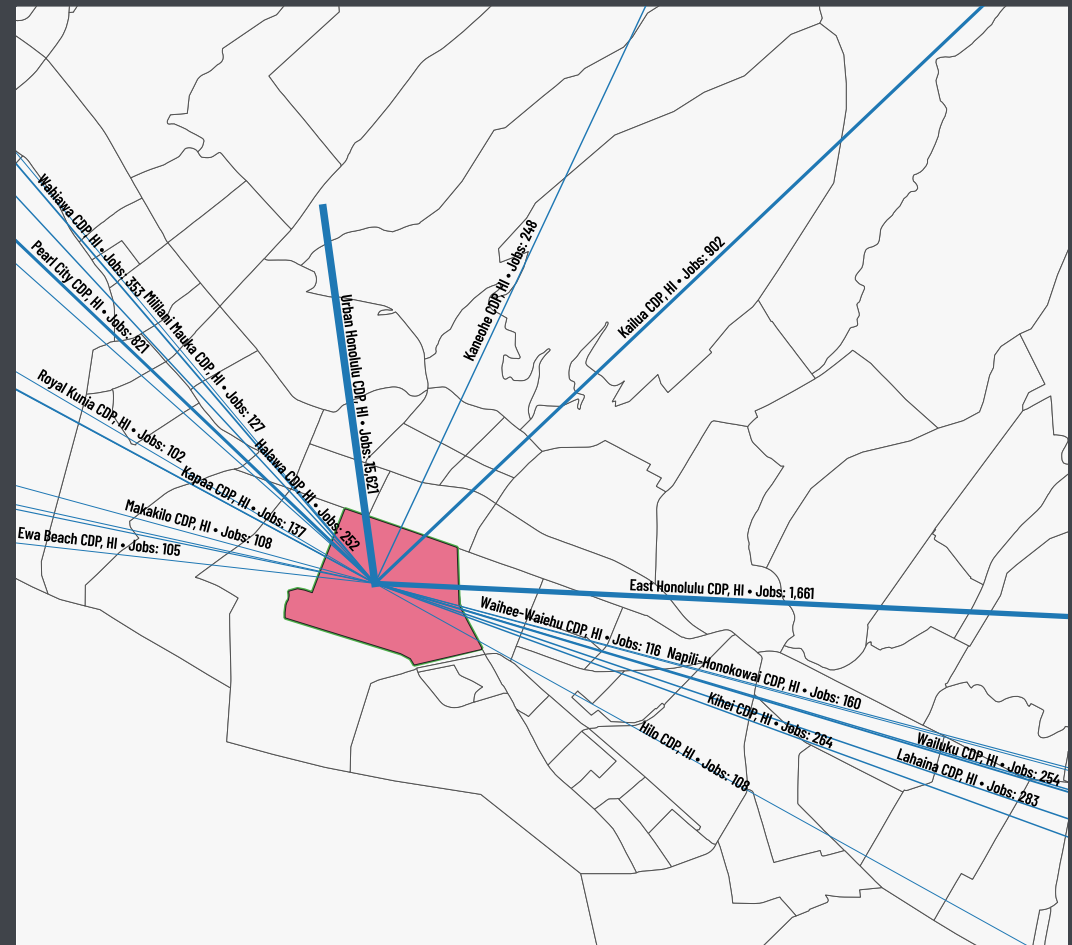 Wahiawa CDP, HI • Jobs: 353
Mililani Mauka CDP, HI • Jobs: 127
Pearl City CDP, HI • Jobs: 821
Urban Honolulu CDP, HI • Jobs: 15,621
Kaneohe CDP, HI • Jobs: 248
Kailua CDP, HI • Jobs: 902
Royal Kunia CDP, HI • Jobs: 102
Halawa CDP, HI • Jobs: 252
Kapaa CDP, HI • Jobs: 137
Makakilo CDP, HI • Jobs: 108
Ewa Beach CDP, HI • Jobs: 105
East Honolulu CDP, HI • Jobs: 1,661
Waihee-Waiehu CDP, HI • Jobs: 116
Napili-Honokowai CDP, HI • Jobs: 160
Kihei CDP, HI • Jobs: 264
Hilo CDP, HI • Jobs: 108
Wailuku CDP, HI • Jobs: 254
Lahaina CDP, HI • Jobs: 283